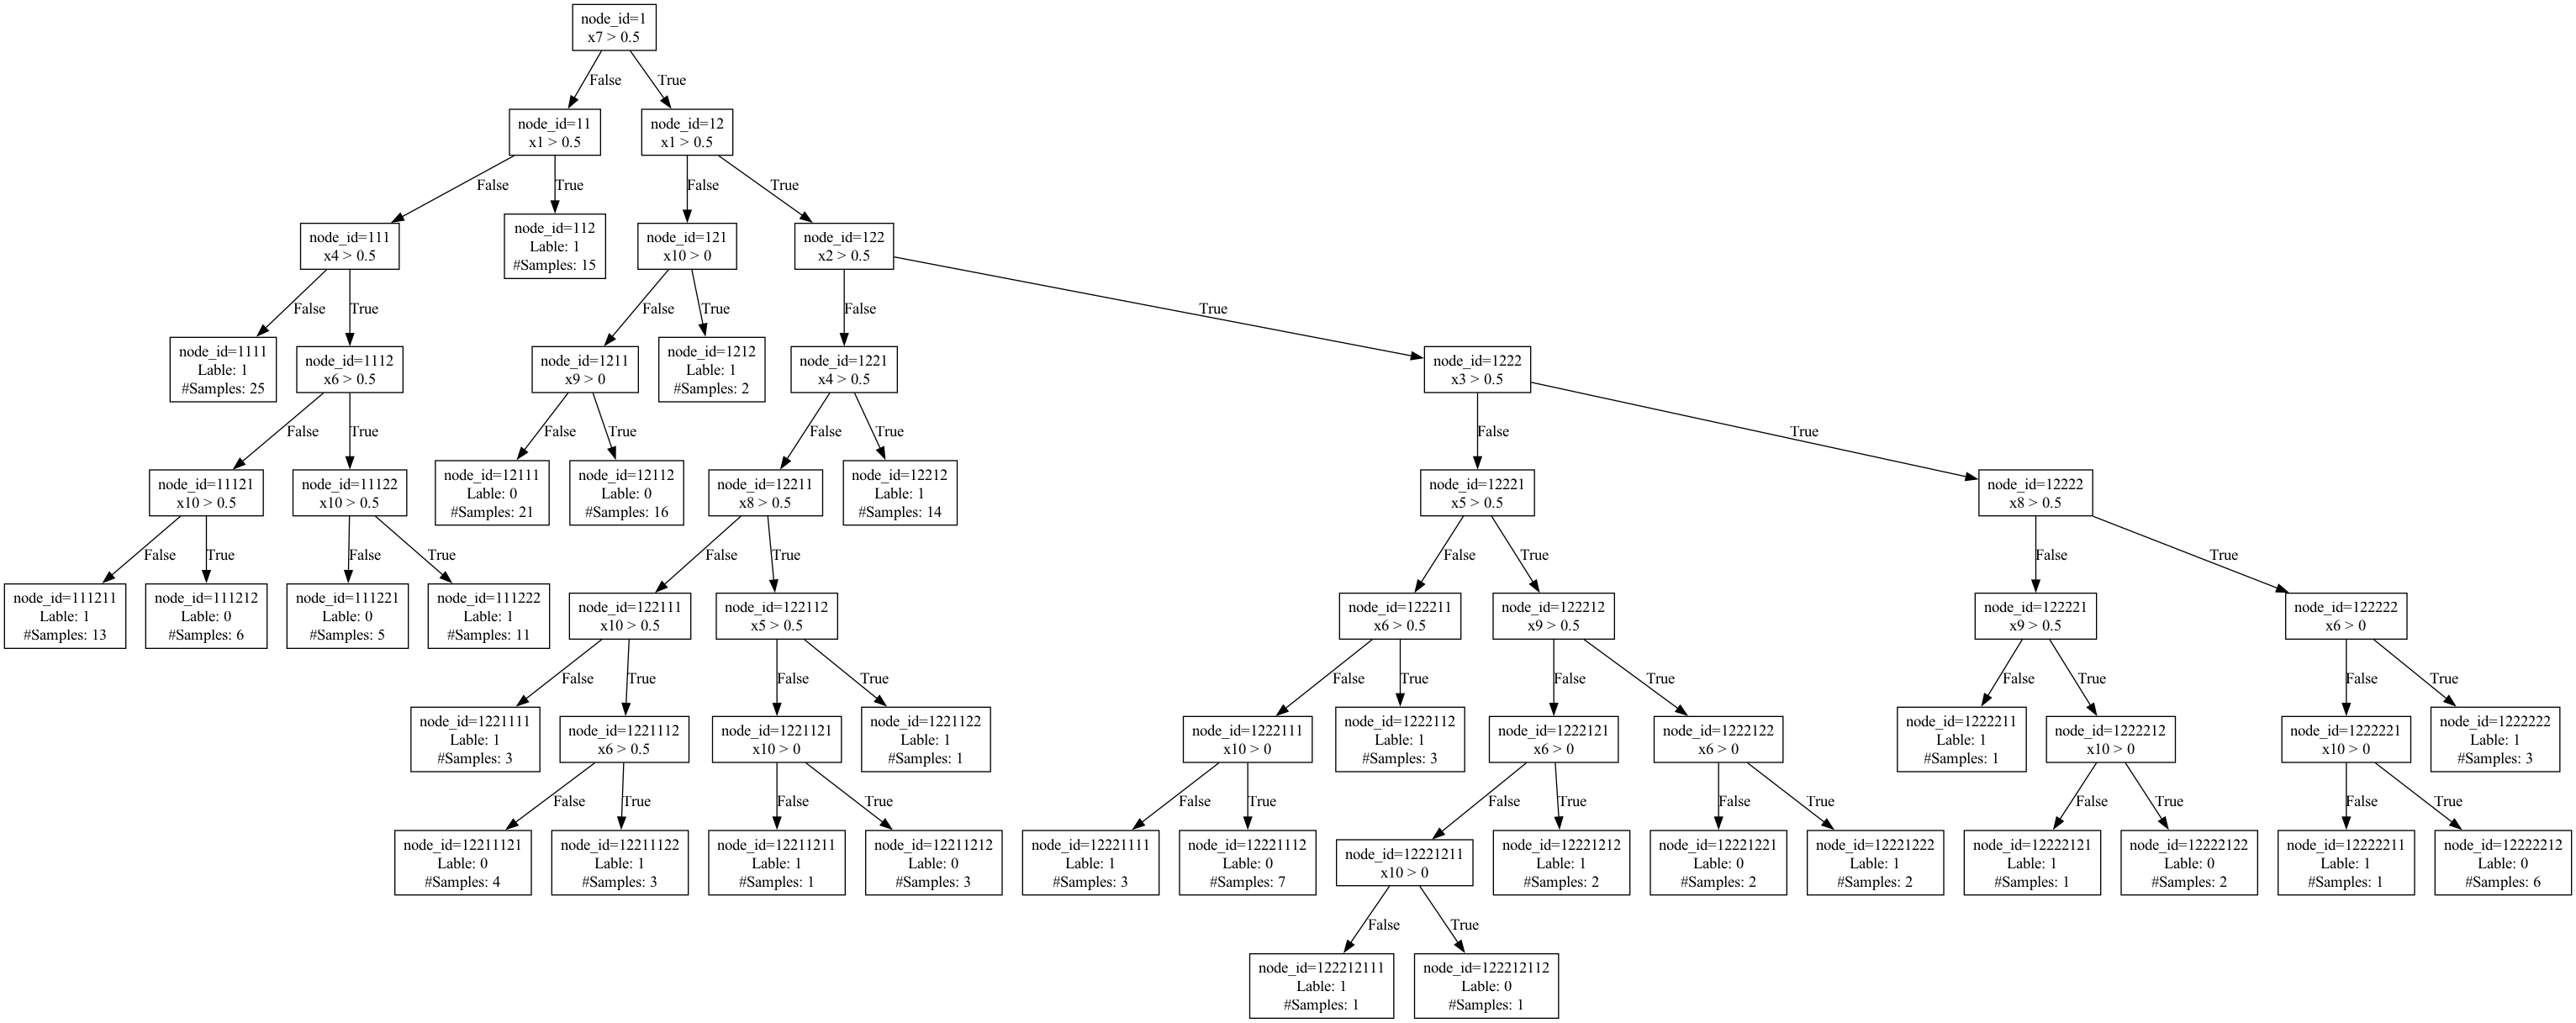 node_id=1
x7 > 0.5
False
True
node_id=11
x1 > 0.5
node_id=12
x1 > 0.5
False
True
False
True
node_id=111
x4 > 0.5
node_id=112
Lable: 1
#Samples: 15
node_id=121
x10 > 0
node_id=122
x2 > 0.5
False
True
False
True
False
True
node_id=1111
Lable: 1
#Samples: 25
node_id=1112
x6 > 0.5
node_id=1211
x9 > 0
node_id=1212
Lable: 1
#Samples: 2
node_id=1221
x4 > 0.5
node_id=1222
x3 > 0.5
False
True
False
True
False
True
False
True
node_id=11121
x10 > 0.5
node_id=11122
x10 > 0.5
node_id=12111
Lable: 0
#Samples: 21
node_id=12112
Lable: 0
#Samples: 16
node_id=12211
x8 > 0.5
node_id=12212
Lable: 1
#Samples: 14
node_id=12221
x5 > 0.5
node_id=12222
x8 > 0.5
False
True
False
True
False
True
False
True
False
True
node_id=111211
Lable: 1
#Samples: 13
node_id=111212
Lable: 0
#Samples: 6
node_id=111221
Lable: 0
#Samples: 5
node_id=111222
Lable: 1
#Samples: 11
node_id=122111
x10 > 0.5
node_id=122112
x5 > 0.5
node_id=122211
x6 > 0.5
node_id=122212
x9 > 0.5
node_id=122221
x9 > 0.5
node_id=122222
x6 > 0
False
True
False
True
False
True
False
True
False
True
False
True
node_id=1221111
Lable: 1
#Samples: 3
node_id=1221112
x6 > 0.5
node_id=1221121
x10 > 0
node_id=1221122
Lable: 1
#Samples: 1
node_id=1222111
x10 > 0
node_id=1222112
Lable: 1
#Samples: 3
node_id=1222121
x6 > 0
node_id=1222122
x6 > 0
node_id=1222211
Lable: 1
#Samples: 1
node_id=1222212
x10 > 0
node_id=1222221
x10 > 0
node_id=1222222
Lable: 1
#Samples: 3
False
True
False
True
False
True
False
True
False
True
False
True
False
True
node_id=12211121
Lable: 0
#Samples: 4
node_id=12211122
Lable: 1
#Samples: 3
node_id=12211211
Lable: 1
#Samples: 1
node_id=12211212
Lable: 0
#Samples: 3
node_id=12221111
Lable: 1
#Samples: 3
node_id=12221112
Lable: 0
#Samples: 7
node_id=12221211
x10 > 0
node_id=12221212
Lable: 1
#Samples: 2
node_id=12221221
Lable: 0
#Samples: 2
node_id=12221222
Lable: 1
#Samples: 2
node_id=12222121
Lable: 1
#Samples: 1
node_id=12222122
Lable: 0
#Samples: 2
node_id=12222211
Lable: 1
#Samples: 1
node_id=12222212
Lable: 0
#Samples: 6
False
True
node_id=122212111
Lable: 1
#Samples: 1
node_id=122212112
Lable: 0
#Samples: 1